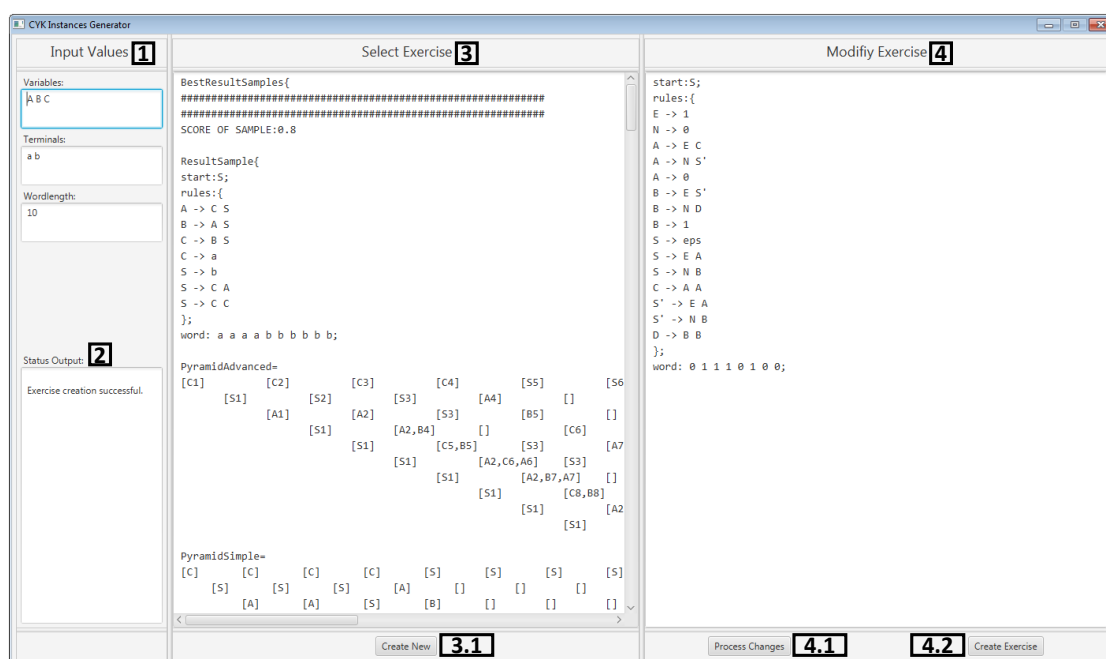 CYK Instances Generator
Input Values 1
Variables:
A B C
Terminals:
a b
Wordlength:
10
Status Output: 2
Exercise creation successful.
Select Exercise 3
BestResultSamples{
############################################################
############################################################
SCORE OF SAMPLE:0.8
ResultSample{
start:S;
rules:{
A -> C S
B -> A S
C -> B S
C -> a
S -> b
S -> C A
S -> C C
};
word: a a a a b b b b b b;
PyramidAdvanced=
[C1] [C2] [C3] [C4] [S5] [S6
[S1] [S2] [S3] [A4] []
[A1] [A2] [S3] [B5] []
[S1] [A2,B4] [] [C6]
[S1] [C5,B5] [S3] [A7
[S1] [A2,C6,A6] [S3]
[S1] [A2,B7,A7] []
[S1] [C8,B8]
[S1] [A2
[S1]
PyramidSimple=
[C] [C] [C] [C] [S] [S] [S] [S]
[S] [S] [S] [A] [] [] []
[A] [A] [S] [B] [] [] []
Create New 3.1
Modifiy Exercise 4
start:S;
rules:{
E -> 1
N -> 0
A -> E C
A -> N S'
A -> 0
B -> E S'
B -> N D
B -> 1
S -> eps
S -> E A
S -> N B
C -> A A
S' -> E A
S' -> N B
D -> B B
};
word: 0 1 1 1 0 1 0 0;
Process Changes 4.1
4.2 Create Exercise